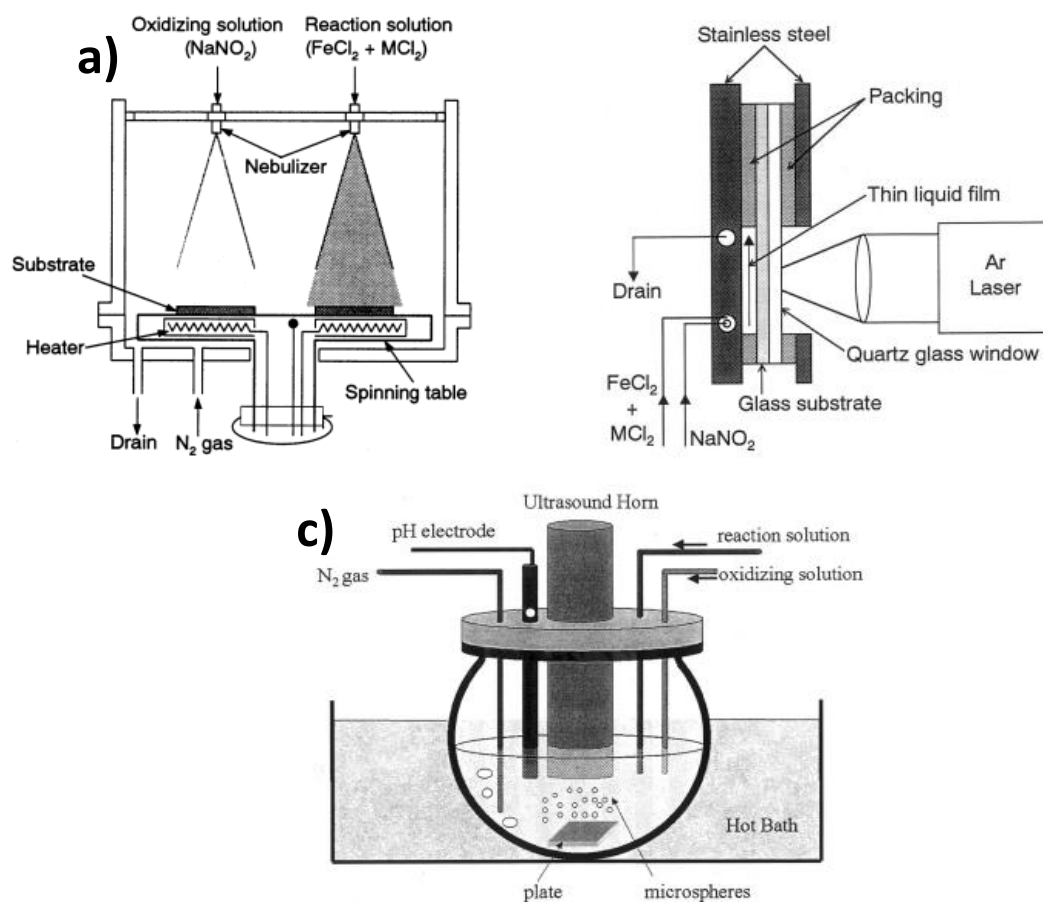 a)
Oxidizing solution
(NaNO₂)
Reaction solution
(FeCl₂ + MCl₂)
Nebulizer
Substrate
Heater
Spinning table
Drain
N₂ gas
Stainless steel
Packing
Thin liquid film
Ar
Laser
Drain
Quartz glass window
FeCl₂
+
MCl₂
Glass substrate
NaNO₂
c)
Ultrasound Horn
pH electrode
reaction solution
N₂ gas
oxidizing solution
Hot Bath
plate
microspheres